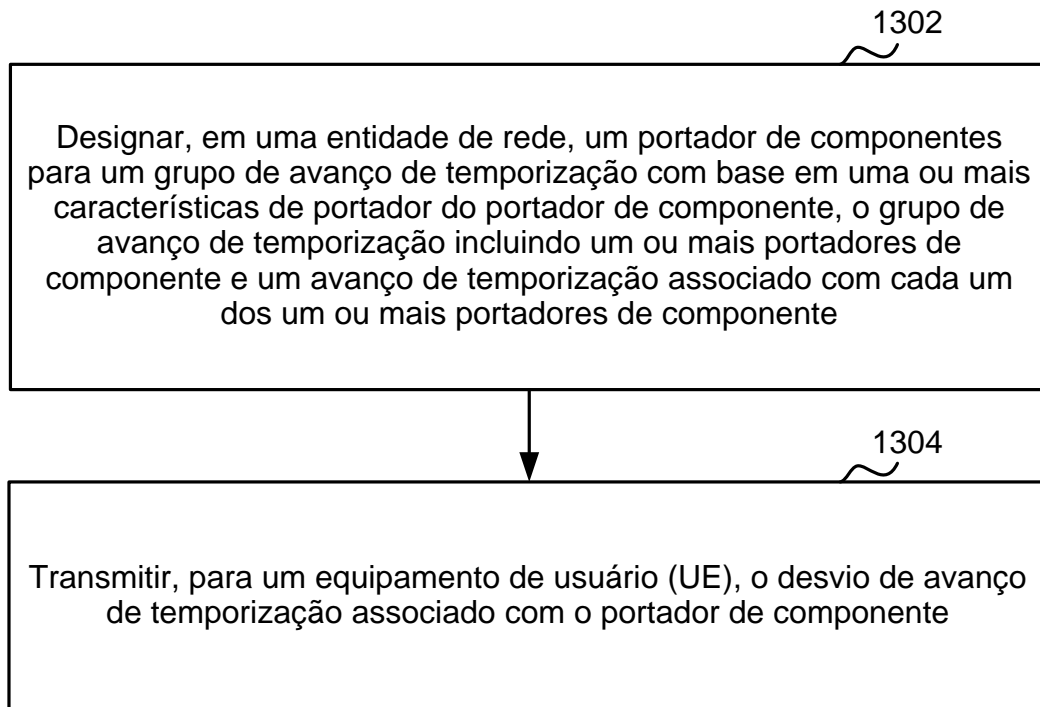 1302
Designar, em uma entidade de rede, um portador de componentes
para um grupo de avanço de temporização com base em uma ou mais
características de portador do portador de componente, o grupo de
avanço de temporização incluindo um ou mais portadores de
componente e um avanço de temporização associado com cada um
dos um ou mais portadores de componente
1304
Transmitir, para um equipamento de usuário (UE), o desvio de avanço
de temporização associado com o portador de componente